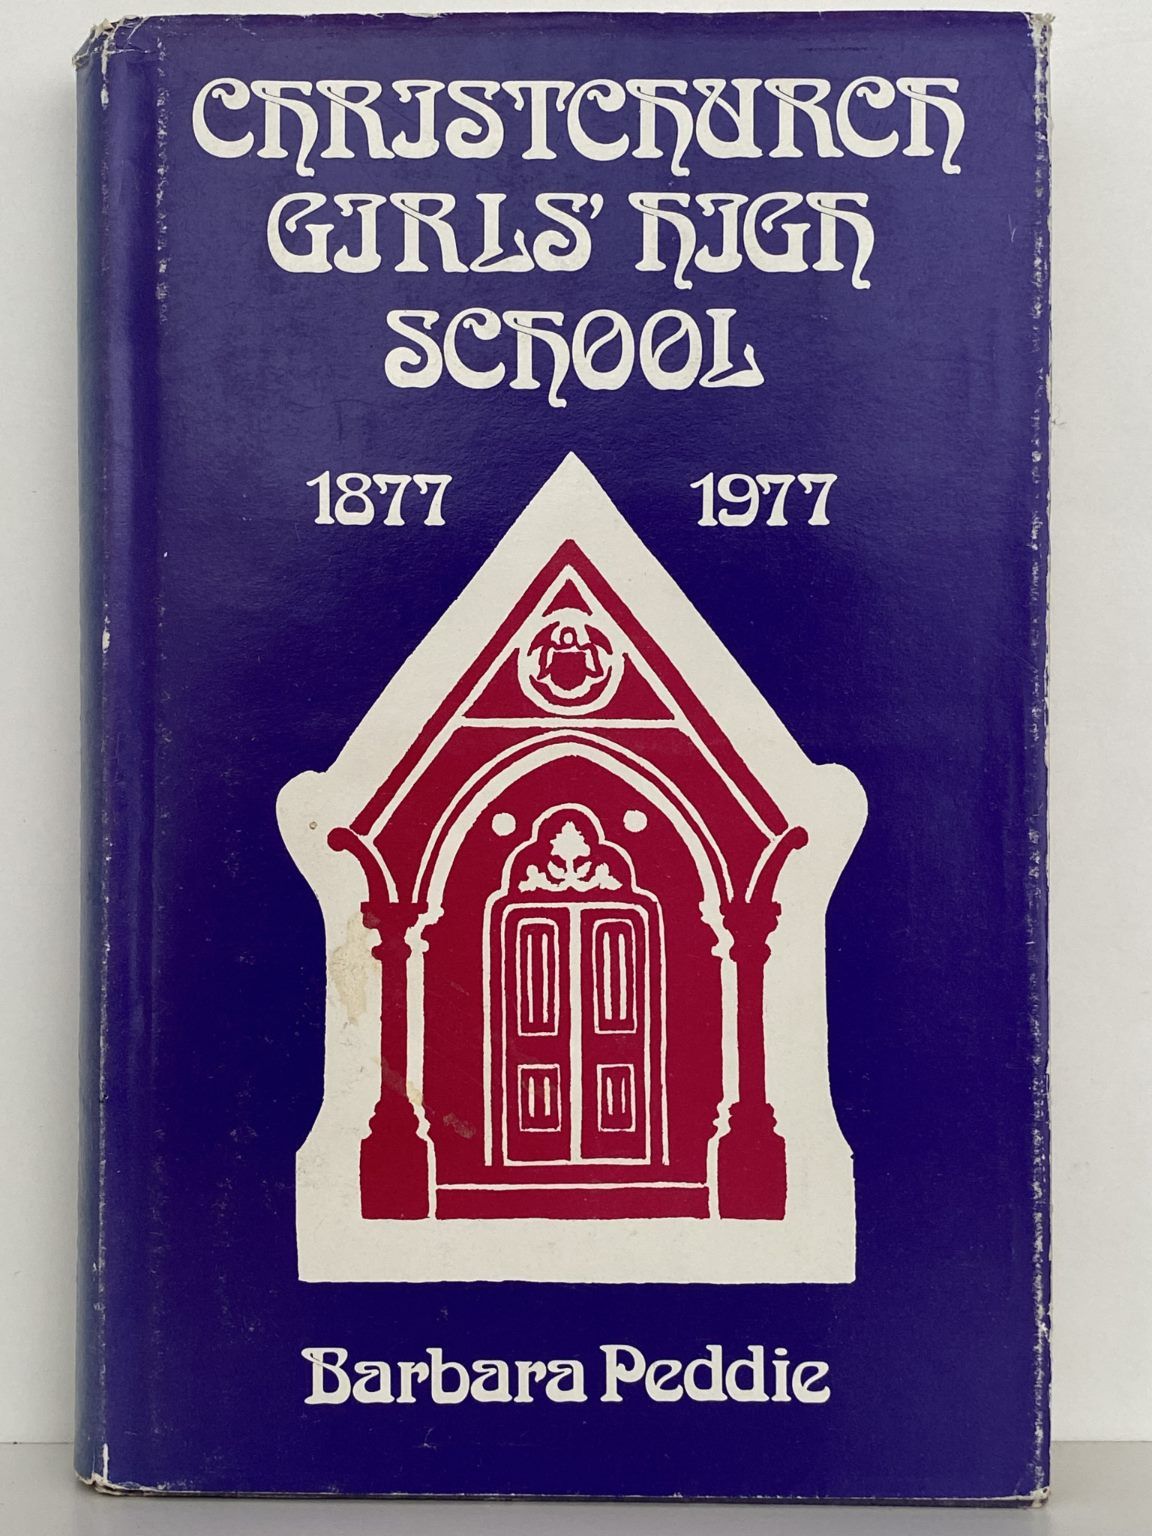 CHRISTCHURCH
GIRLS' HIGH
SCHOOL
1877 1977
Barbara Peddie